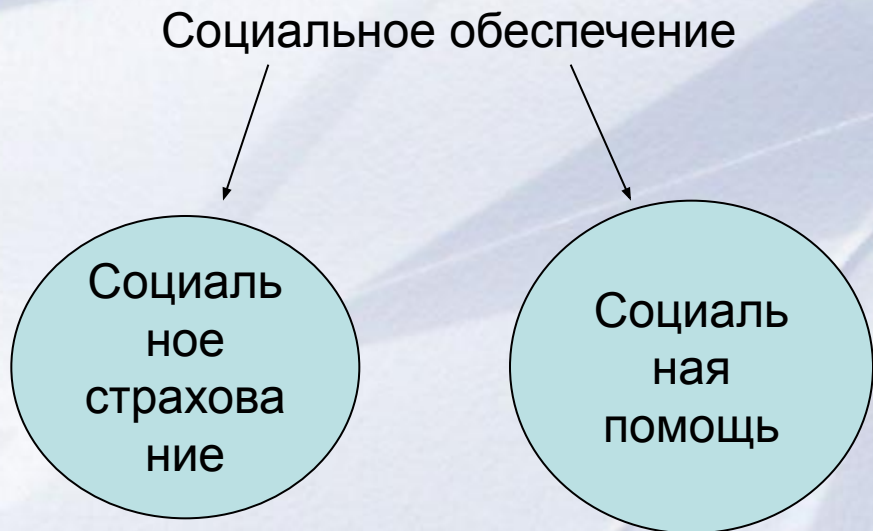 Социальное обеспечение
Социаль
ное
страхова
ние
Социаль
ная
помощь